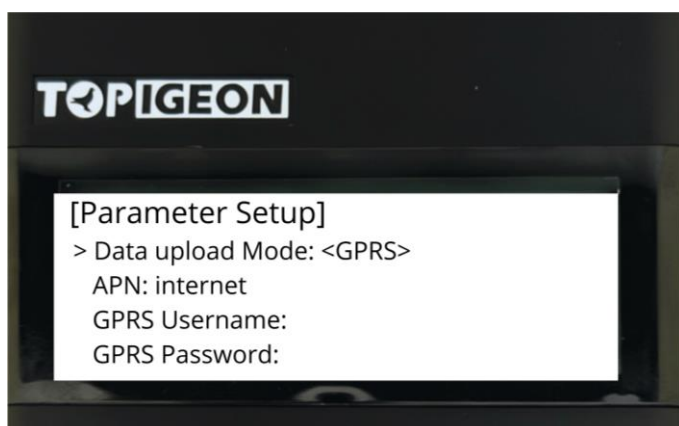 TOPIGEON
[Parameter Setup]
> Data upload Mode: <GPRS>
APN: internet
GPRS Username:
GPRS Password: